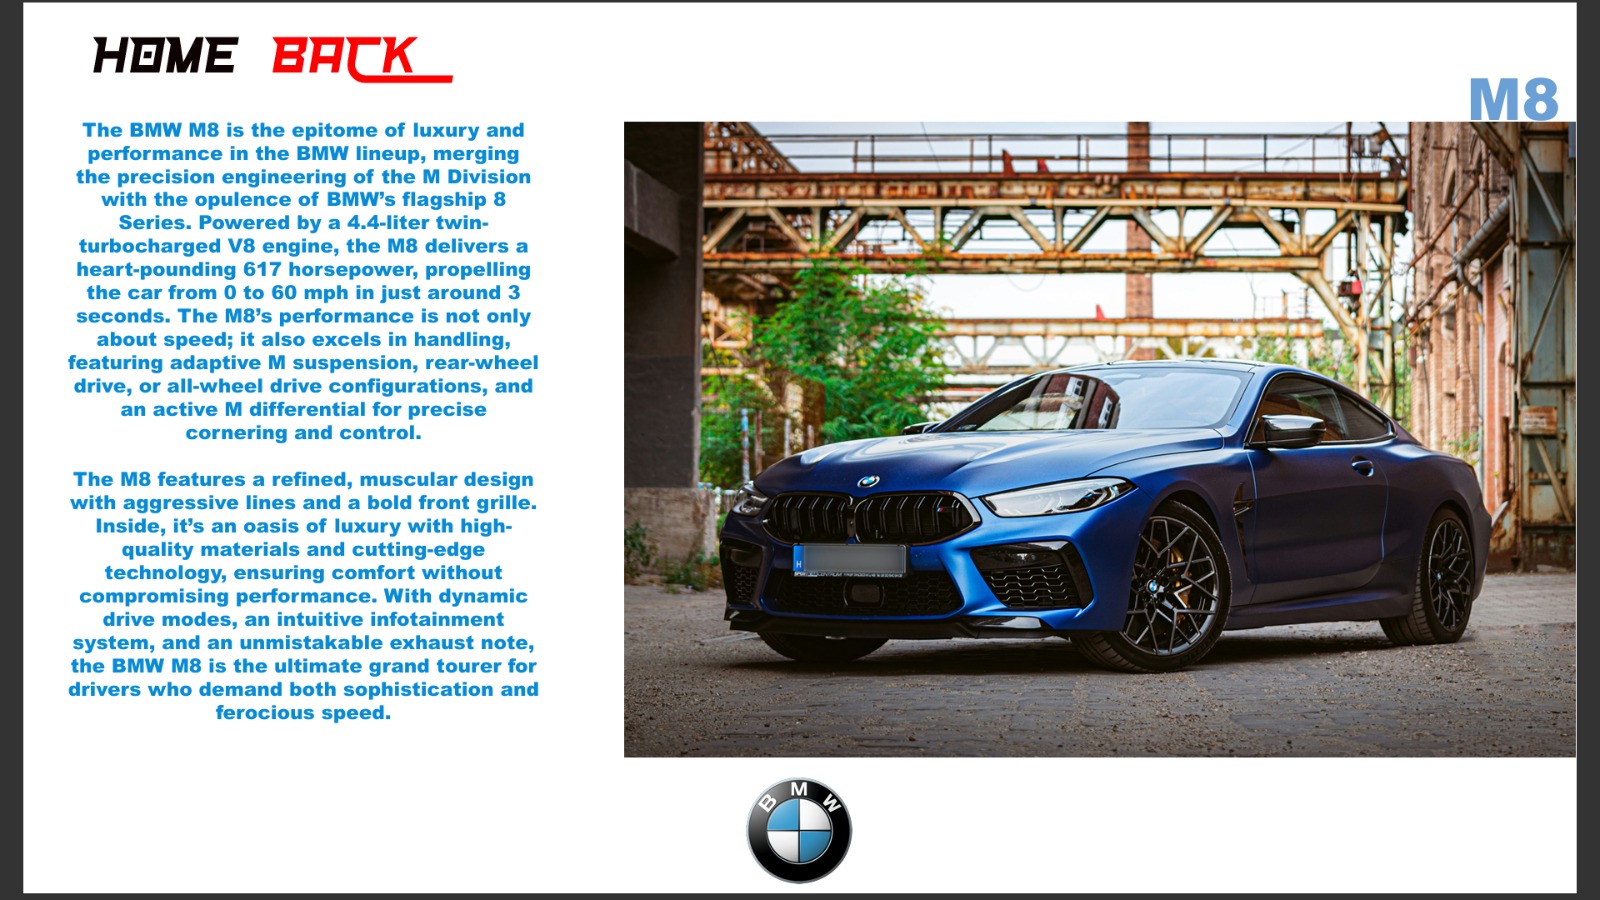 HOME BACK
M8
The BMW M8 is the epitome of luxury and
performance in the BMW lineup, merging
the precision engineering of the M Division
with the opulence of BMW’s flagship 8
Series. Powered by a 4.4-liter twin-
turbocharged V8 engine, the M8 delivers a
heart-pounding 617 horsepower, propelling
the car from 0 to 60 mph in just around 3
seconds. The M8’s performance is not only
about speed; it also excels in handling,
featuring adaptive M suspension, rear-wheel
drive, or all-wheel drive configurations, and
an active M differential for precise
cornering and control.
The M8 features a refined, muscular design
with aggressive lines and a bold front grille.
Inside, it’s an oasis of luxury with high-
quality materials and cutting-edge
technology, ensuring comfort without
compromising performance. With dynamic
drive modes, an intuitive infotainment
system, and an unmistakable exhaust note,
the BMW M8 is the ultimate grand tourer for
drivers who demand both sophistication and
ferocious speed.
H
BMW